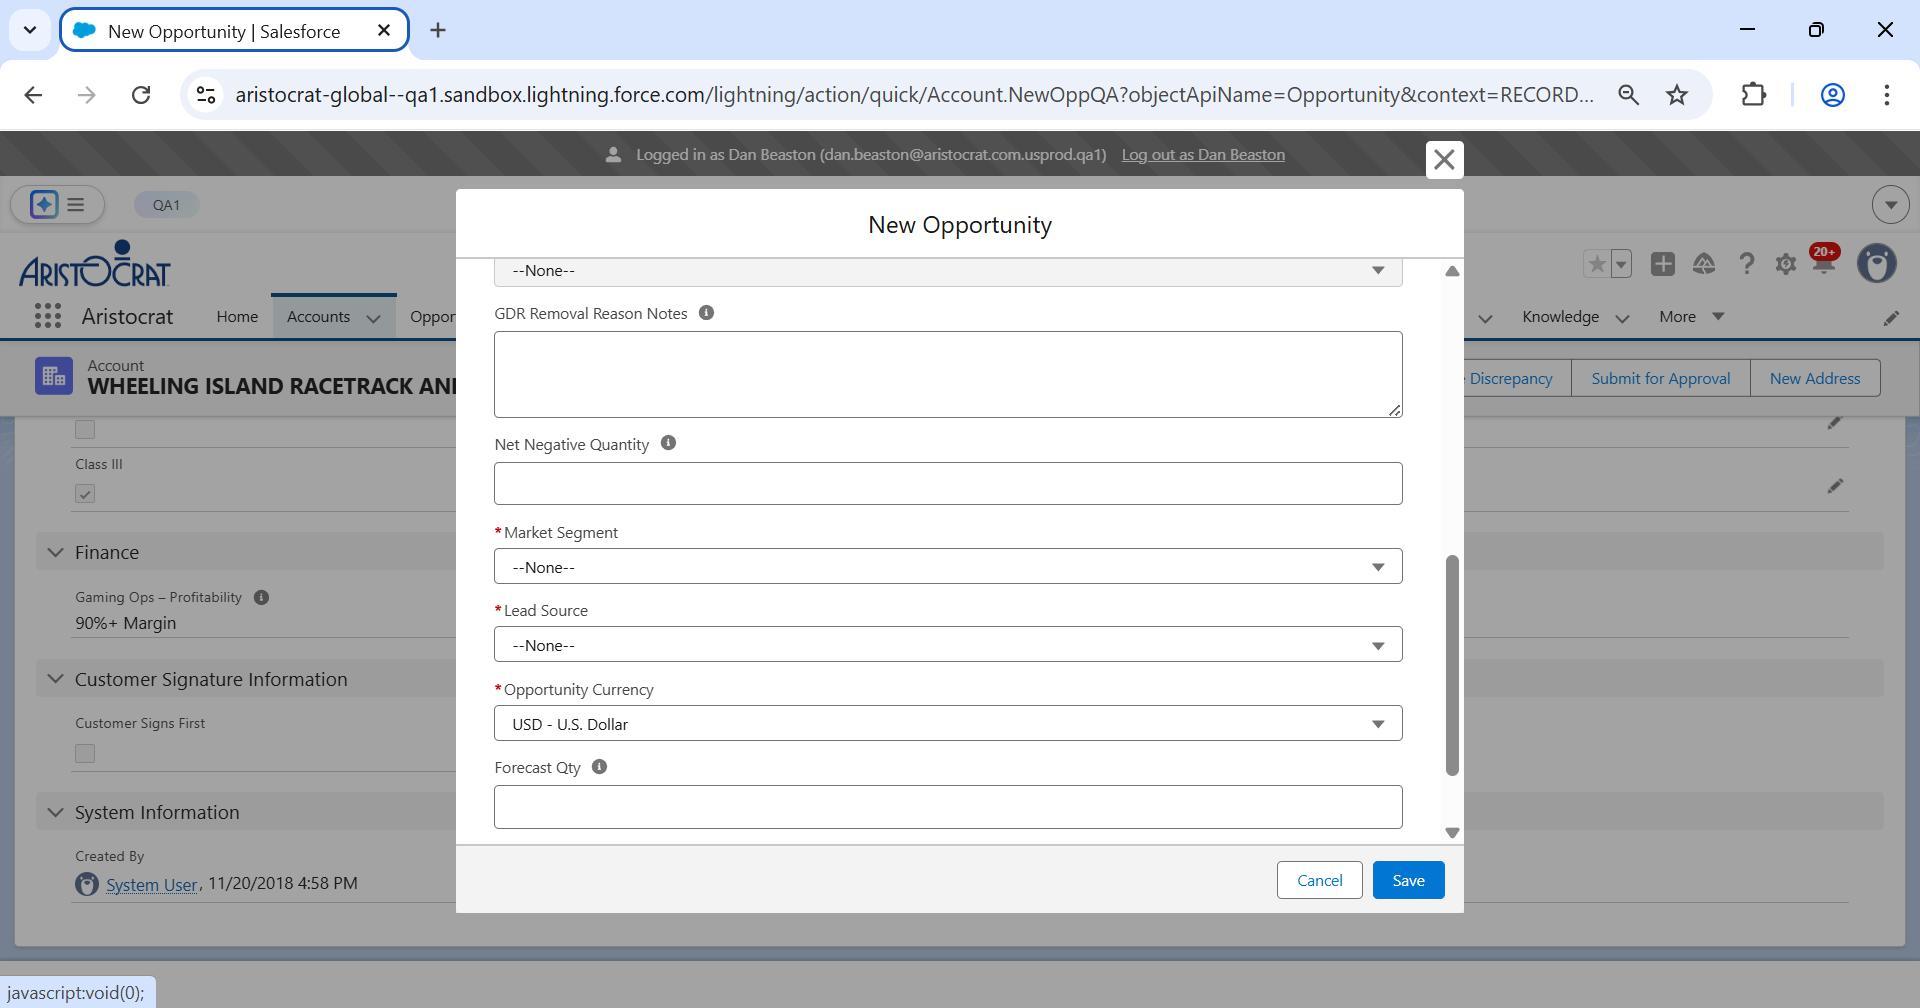 New Opportunity | Salesforce
aristocrat-global--qa1.sandbox.lightning.force.com/lightning/action/quick/Account.NewOppQA?objectApiName=Opportunity&context=RECORD...
Logged in as Dan Beaston (dan.beaston@aristocrat.com.usprod.qa1) Log out as Dan Beaston
QA1
New Opportunity
ARISTOCRAT
20+
Aristocrat Home Accounts Oppor Knowledge More
Account
WHEELING ISLAND RACETRACK AN
Discrepancy Submit for Approval New Address
--None--
GDR Removal Reason Notes
Class III
Net Negative Quantity
*Market Segment
--None--
Finance
Gaming Ops – Profitability
90%+ Margin
*Lead Source
--None--
Customer Signature Information
Customer Signs First
*Opportunity Currency
USD - U.S. Dollar
Forecast Qty
System Information
Created By
System User, 11/20/2018 4:58 PM
Cancel Save
javascript:void(0);